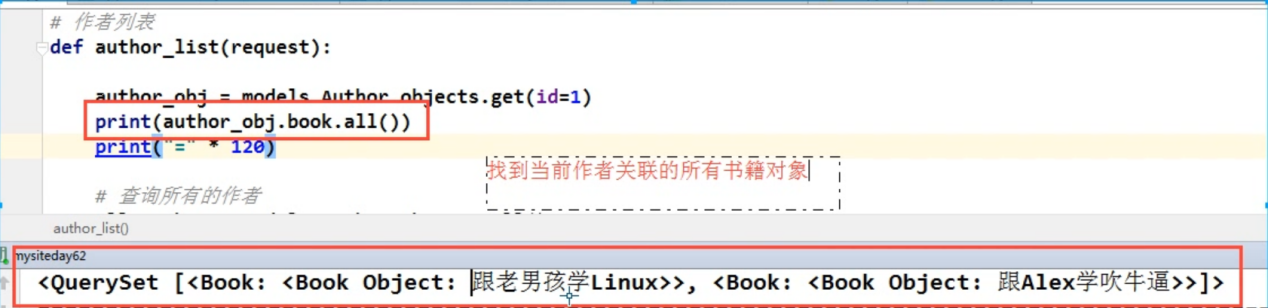 # 作者列表
def author_list(request):
author_obj = models.Author.objects.get(id=1)
print(author_obj.book.all())
print("=" * 120)
找到当前作者关联的所有书籍对象
# 查询所有的作者
author_list()
mysiteday62
<QuerySet [<Book: <Book Object: 跟老男孩学Linux>>, <Book: <Book Object: 跟Alex学吹牛逼>>]>